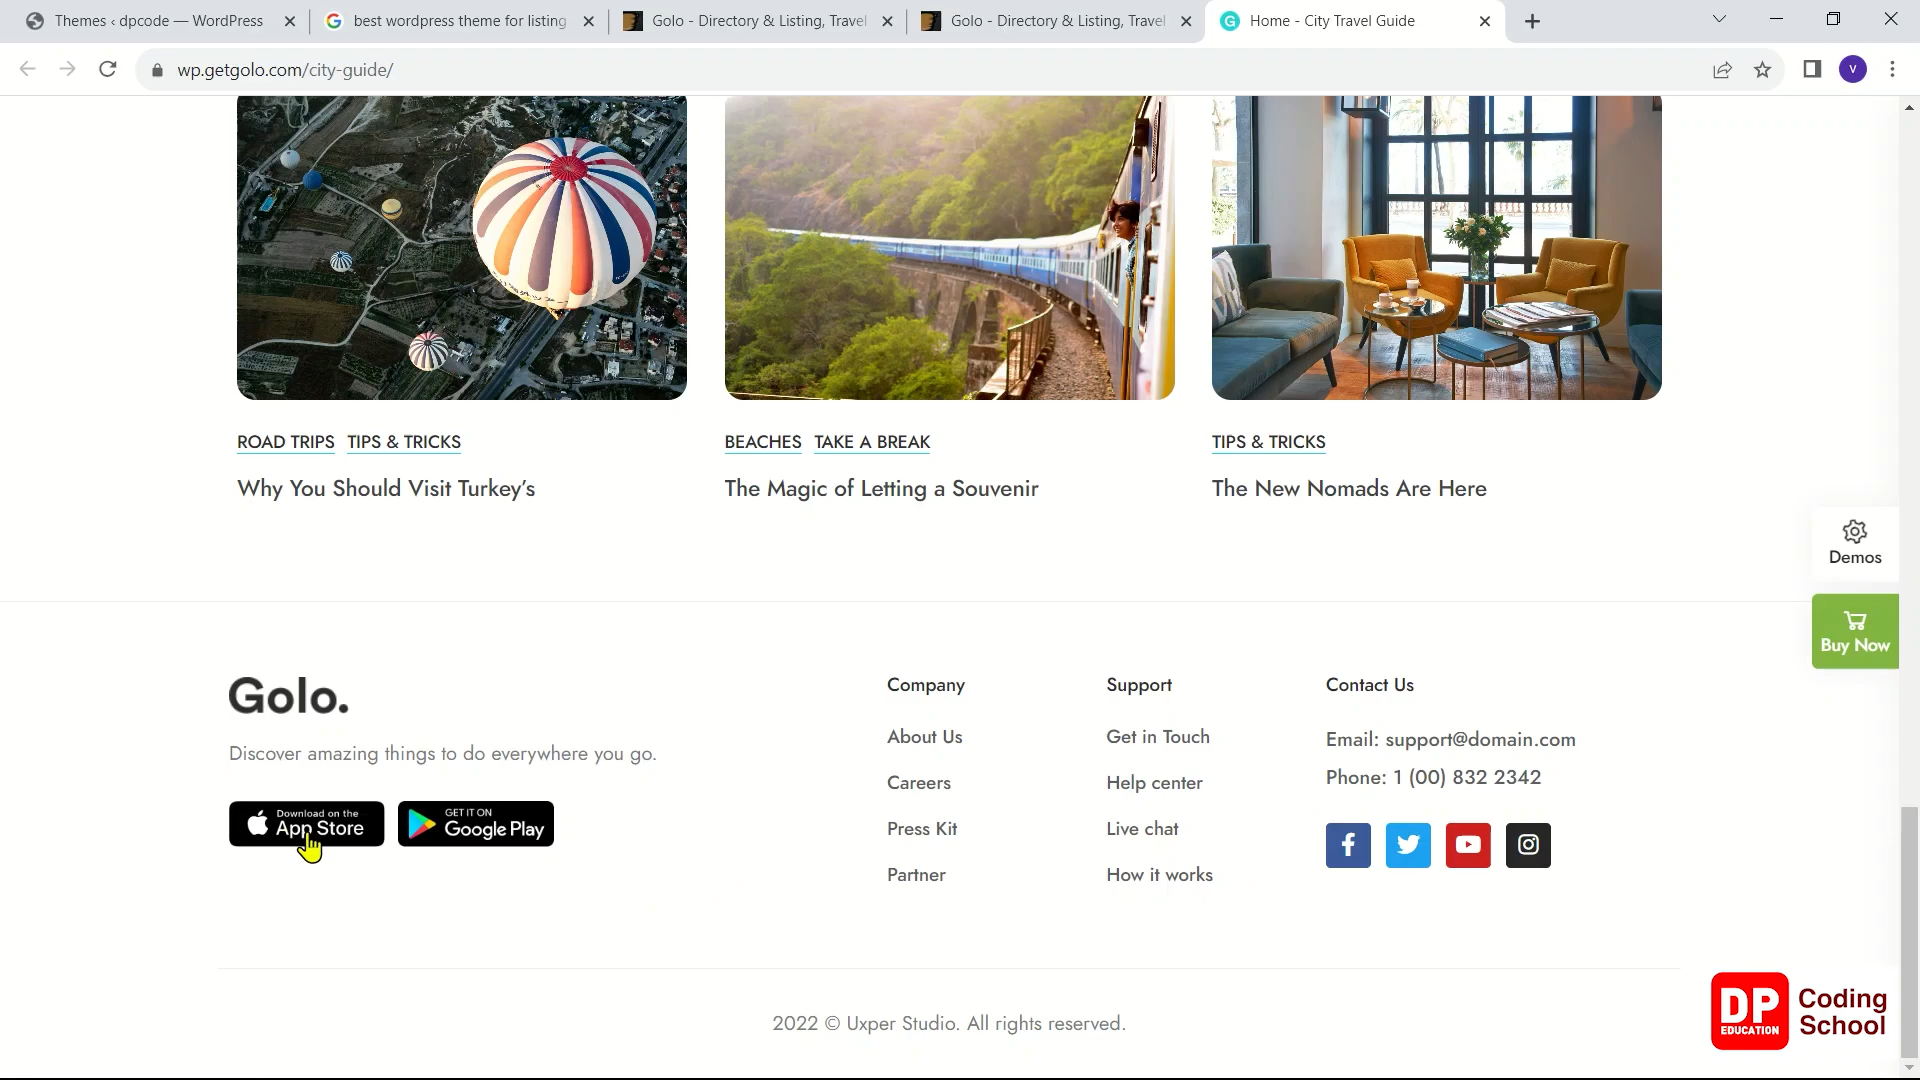 Themes ‹ dpcode — WordPress
best wordpress theme for listing
Golo - Directory & Listing, Travel
Golo - Directory & Listing, Travel
Home - City Travel Guide
wp.getgolo.com/city-guide/
V
ROAD TRIPS TIPS & TRICKS
BEACHES TAKE A BREAK
TIPS & TRICKS
Why You Should Visit Turkey’s
The Magic of Letting a Souvenir
The New Nomads Are Here
Demos
Buy Now
Golo.
Discover amazing things to do everywhere you go.
Download on the
App Store
GET IT ON
Google Play
Company
About Us
Careers
Press Kit
Partner
Support
Get in Touch
Help center
Live chat
How it works
Contact Us
Email: support@domain.com
Phone: 1 (00) 832 2342
2022 © Uxper Studio. All rights reserved.
DP
EDUCATION
Coding
School